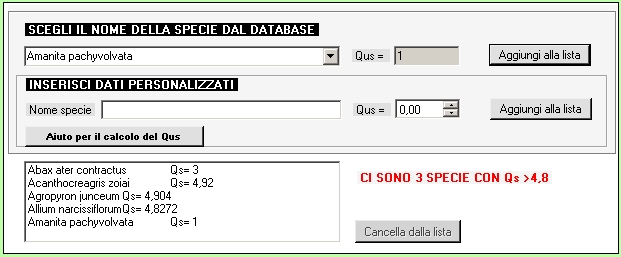 SCEGLI IL NOME DELLA SPECIE DAL DATABASE
Amanita pachyvolvata Qus = 1 Aggiungi alla lista
INSERISCI DATI PERSONALIZZATI
Nome specie Qus = 0,00 Aggiungi alla lista
Aiuto per il calcolo del Qus
Abax ater contractus Qs= 3
Acanthocreagris zoiai Qs= 4,92
Agropyron junceum Qs= 4,904
Allium narcissiflorum Qs= 4,8272
Amanita pachyvolvata Qs= 1
CI SONO 3 SPECIE CON Qs >4,8
Cancella dalla lista